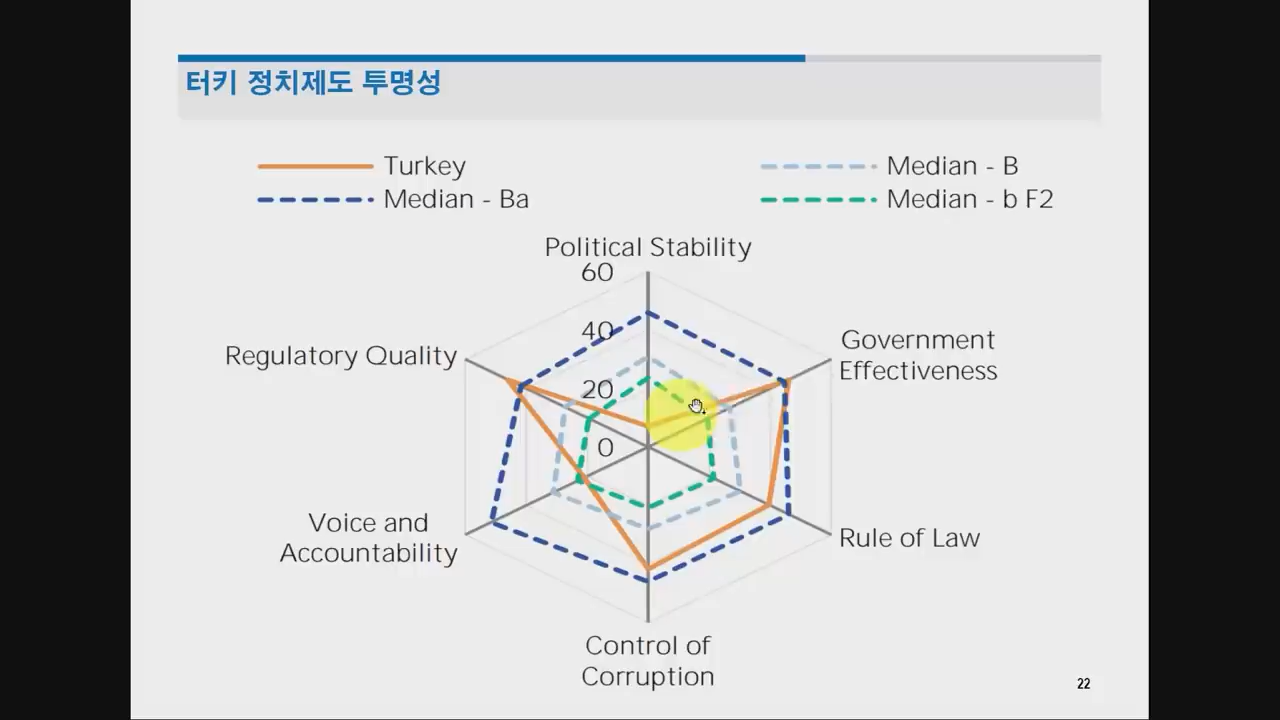 터키 정치제도 투명성
Turkey
Median - B
Median - Ba
Median - b F2
Political Stability
60
40
20
0
Government
Effectiveness
Rule of Law
Control of
Corruption
Voice and
Accountability
Regulatory Quality
22